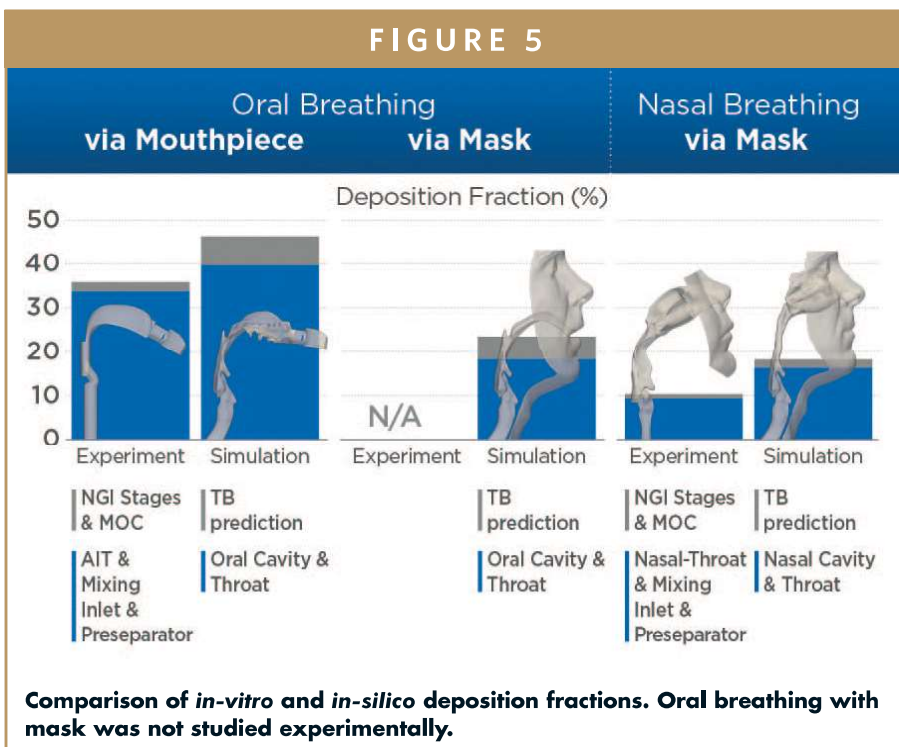 FIGURE 5
Oral Breathing
via Mouthpiece
via Mask
Nasal Breathing
via Mask
Deposition Fraction (%)
50
40
30
20
10
0
N/A
Experiment
Simulation
Experiment
Simulation
Experiment
Simulation
NGI Stages
& MOC
TB
prediction
TB
prediction
NGI Stages
& MOC
TB
prediction
AIT &
Mixing
Inlet &
Preseparator
Oral Cavity &
Throat
Oral Cavity &
Throat
Nasal-Throat
& Mixing
Inlet &
Preseparator
Nasal Cavity
& Throat
Comparison of in-vitro and in-silico deposition fractions. Oral breathing with
mask was not studied experimentally.